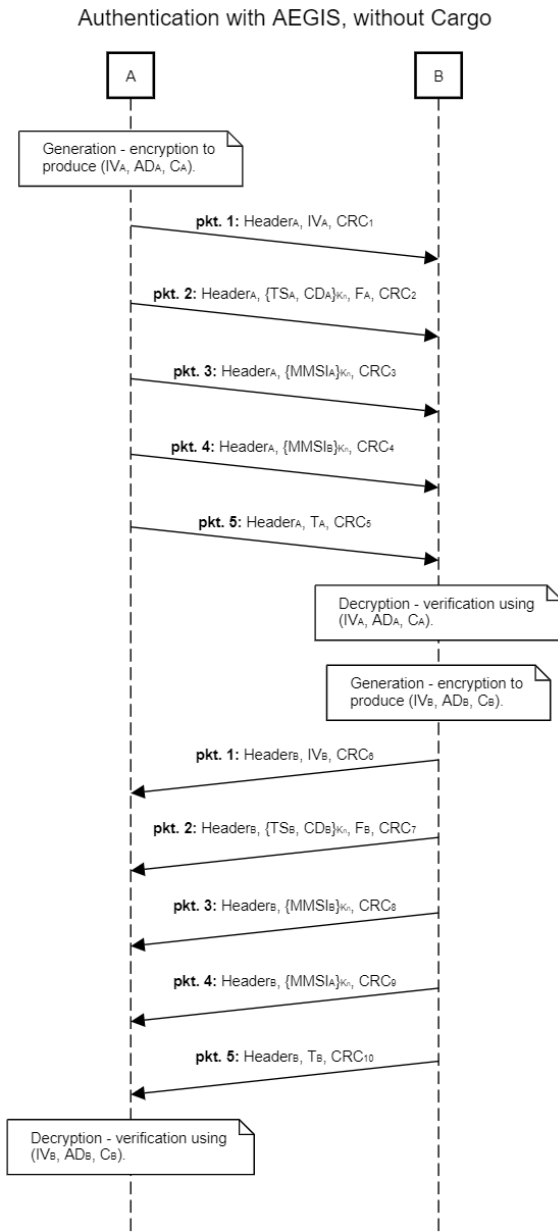 Authentication with AEGIS, without Cargo
A
B
Generation - encryption to
produce (IVA, ADA, CA).
pkt. 1: HeaderA, IVA, CRC1
pkt. 2: HeaderA, {TSA, CDA}Kn, FA, CRC2
pkt. 3: HeaderA, {MMSIA}Kn, CRC3
pkt. 4: HeaderA, {MMSIB}Kn, CRC4
pkt. 5: HeaderA, TA, CRC5
Decryption - verification using
(IVA, ADA, CA).
Generation - encryption to
produce (IVB, ADB, CB).
pkt. 1: HeaderB, IVB, CRC6
pkt. 2: HeaderB, {TSB, CDB}Kn, FB, CRC7
pkt. 3: HeaderB, {MMSIB}Kn, CRC8
pkt. 4: HeaderB, {MMSIA}Kn, CRC9
pkt. 5: HeaderB, TB, CRC10
Decryption - verification using
(IVB, ADB, CB).